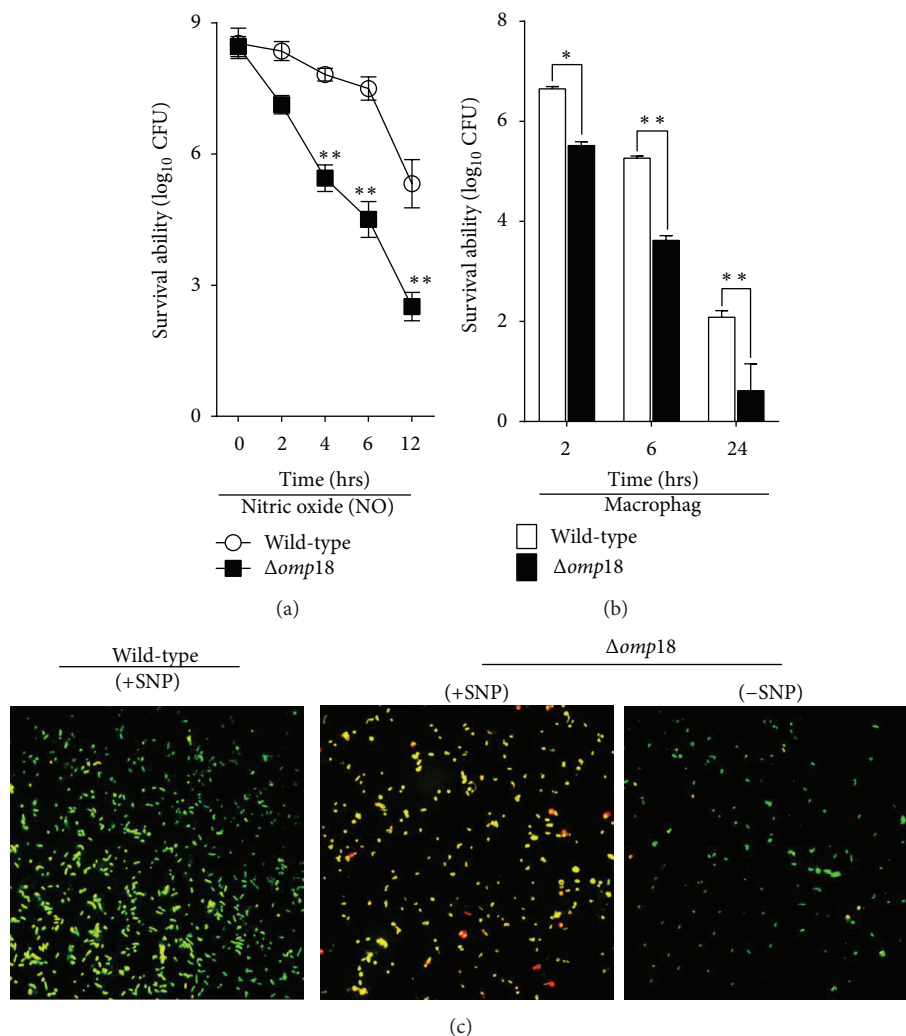 9
6
3
0
Survival ability (log₁₀ CFU)
**
**
**
0 2 4 6 12
Time (hrs)
Nitric oxide (NO)
Wild-type
Δomp18
(a)
8
6
4
2
0
Survival ability (log₁₀ CFU)
*
**
**
2 6 24
Time (hrs)
Macrophag
Wild-type
Δomp18
(b)
Wild-type
(+SNP)
Δomp18
(+SNP) (−SNP)
(c)